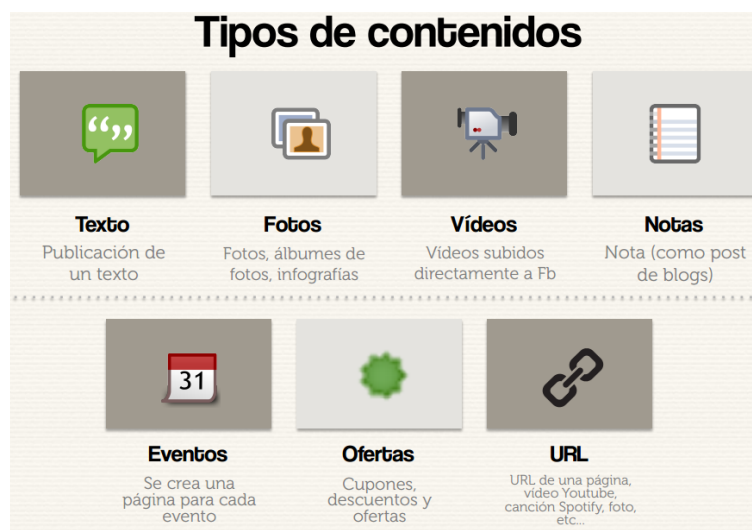 Tipos de contenidos
Texto
Publicación de
un texto
Fotos
Fotos, álbumes de
fotos, infografías
Vídeos
Vídeos subidos
directamente a Fb
Notas
Nota (como post
de blogs)
31
Eventos
Se crea una
página para cada
evento
Ofertas
Cupones,
descuentos y
ofertas
URL
URL de una página,
vídeo Youtube,
canción Spotify, foto,
etc...